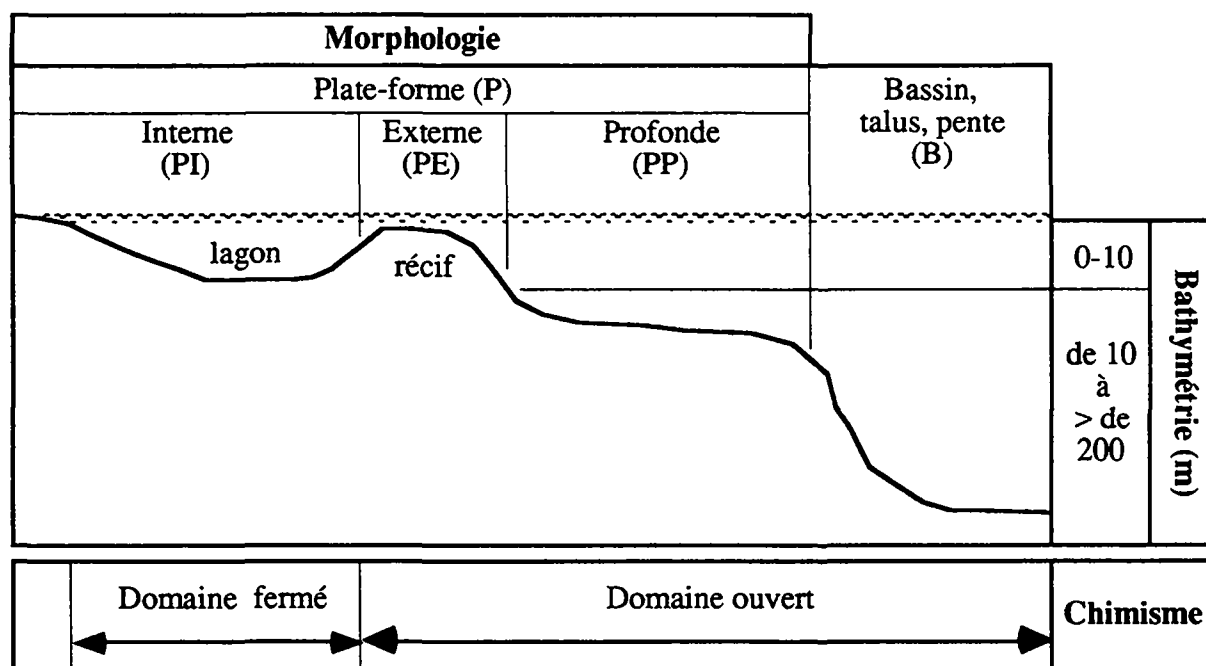 Morphologie
Plate-forme (P)
Interne
(PI)
Externe
(PE)
Profonde
(PP)
Bassin,
talus, pente
(B)
lagon
récif
0-10
de 10
à
> de
200
Bathymétrie (m)
Domaine fermé
Domaine ouvert
Chimisme